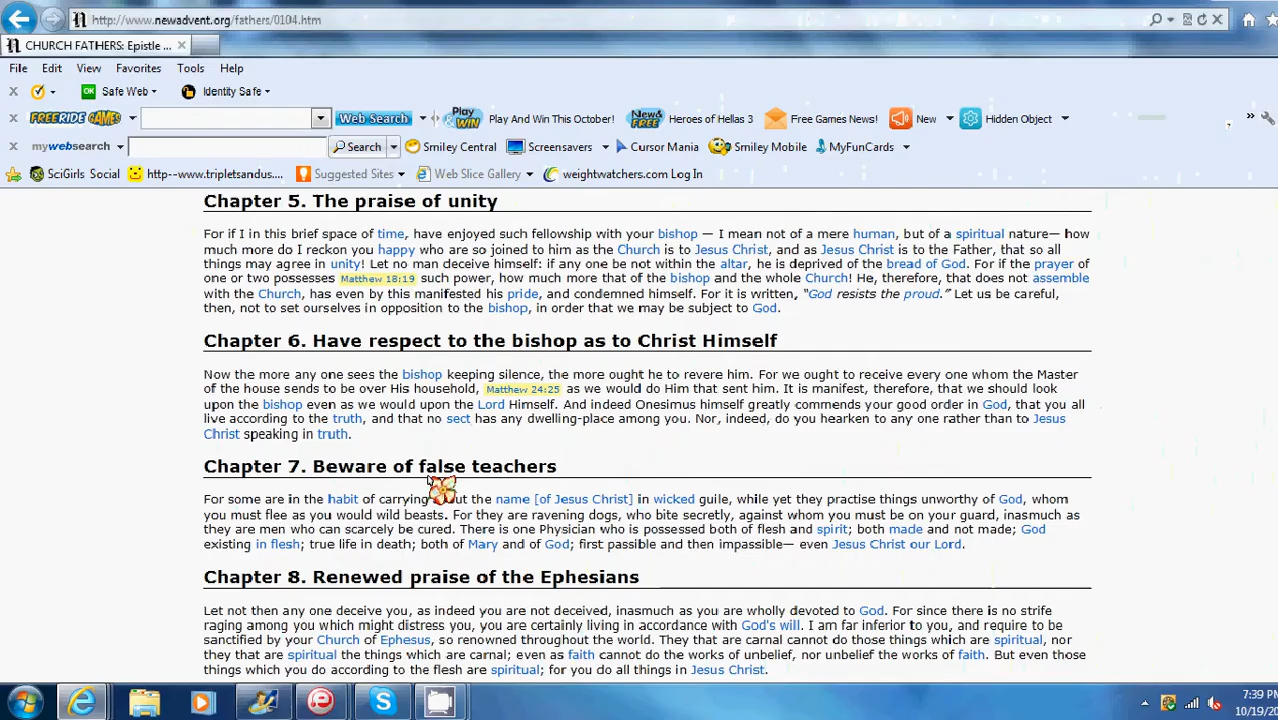 http://www.newadvent.org/fathers/0104.htm
CHURCH FATHERS: Epistle ...
File Edit View Favorites Tools Help
Safe Web Identity Safe
FREERIDE GAMES Web Search Play & WIN Play And Win This October! New & FREE Heroes of Hellas 3 Free Games News! New Hidden Object
mywebsearch Search Smiley Central Screensavers Cursor Mania Smiley Mobile MyFunCards
SciGirls Social http--www.tripletsandus.... Suggested Sites Web Slice Gallery weightwatchers.com Log In
Chapter 5. The praise of unity
For if I in this brief space of time, have enjoyed such fellowship with your bishop — I mean not of a mere human, but of a spiritual nature— how
much more do I reckon you happy who are so joined to him as the Church is to Jesus Christ, and as Jesus Christ is to the Father, that so all
things may agree in unity! Let no man deceive himself: if any one be not within the altar, he is deprived of the bread of God. For if the prayer of
one or two possesses Matthew 18:19 such power, how much more that of the bishop and the whole Church! He, therefore, that does not assemble
with the Church, has even by this manifested his pride, and condemned himself. For it is written, "God resists the proud." Let us be careful,
then, not to set ourselves in opposition to the bishop, in order that we may be subject to God.
Chapter 6. Have respect to the bishop as to Christ Himself
Now the more any one sees the bishop keeping silence, the more ought he to revere him. For we ought to receive every one whom the Master
of the house sends to be over His household, Matthew 24:25 as we would do Him that sent him. It is manifest, therefore, that we should look
upon the bishop even as we would upon the Lord Himself. And indeed Onesimus himself greatly commends your good order in God, that you all
live according to the truth, and that no sect has any dwelling-place among you. Nor, indeed, do you hearken to any one rather than to Jesus
Christ speaking in truth.
Chapter 7. Beware of false teachers
For some are in the habit of carrying the name [of Jesus Christ] in wicked guile, while yet they practise things unworthy of God, whom
you must flee as you would wild beasts. For they are ravening dogs, who bite secretly, against whom you must be on your guard, inasmuch as
they are men who can scarcely be cured. There is one Physician who is possessed both of flesh and spirit; both made and not made; God
existing in flesh; true life in death; both of Mary and of God; first passible and then impassible— even Jesus Christ our Lord.
Chapter 8. Renewed praise of the Ephesians
Let not then any one deceive you, as indeed you are not deceived, inasmuch as you are wholly devoted to God. For since there is no strife
raging among you which might distress you, you are certainly living in accordance with God's will. I am far inferior to you, and require to be
sanctified by your Church of Ephesus, so renowned throughout the world. They that are carnal cannot do those things which are spiritual, nor
they that are spiritual the things which are carnal; even as faith cannot do the works of unbelief, nor unbelief the works of faith. But even those
things which you do according to the flesh are spiritual; for you do all things in Jesus Christ.
7:39 PM
10/19/20